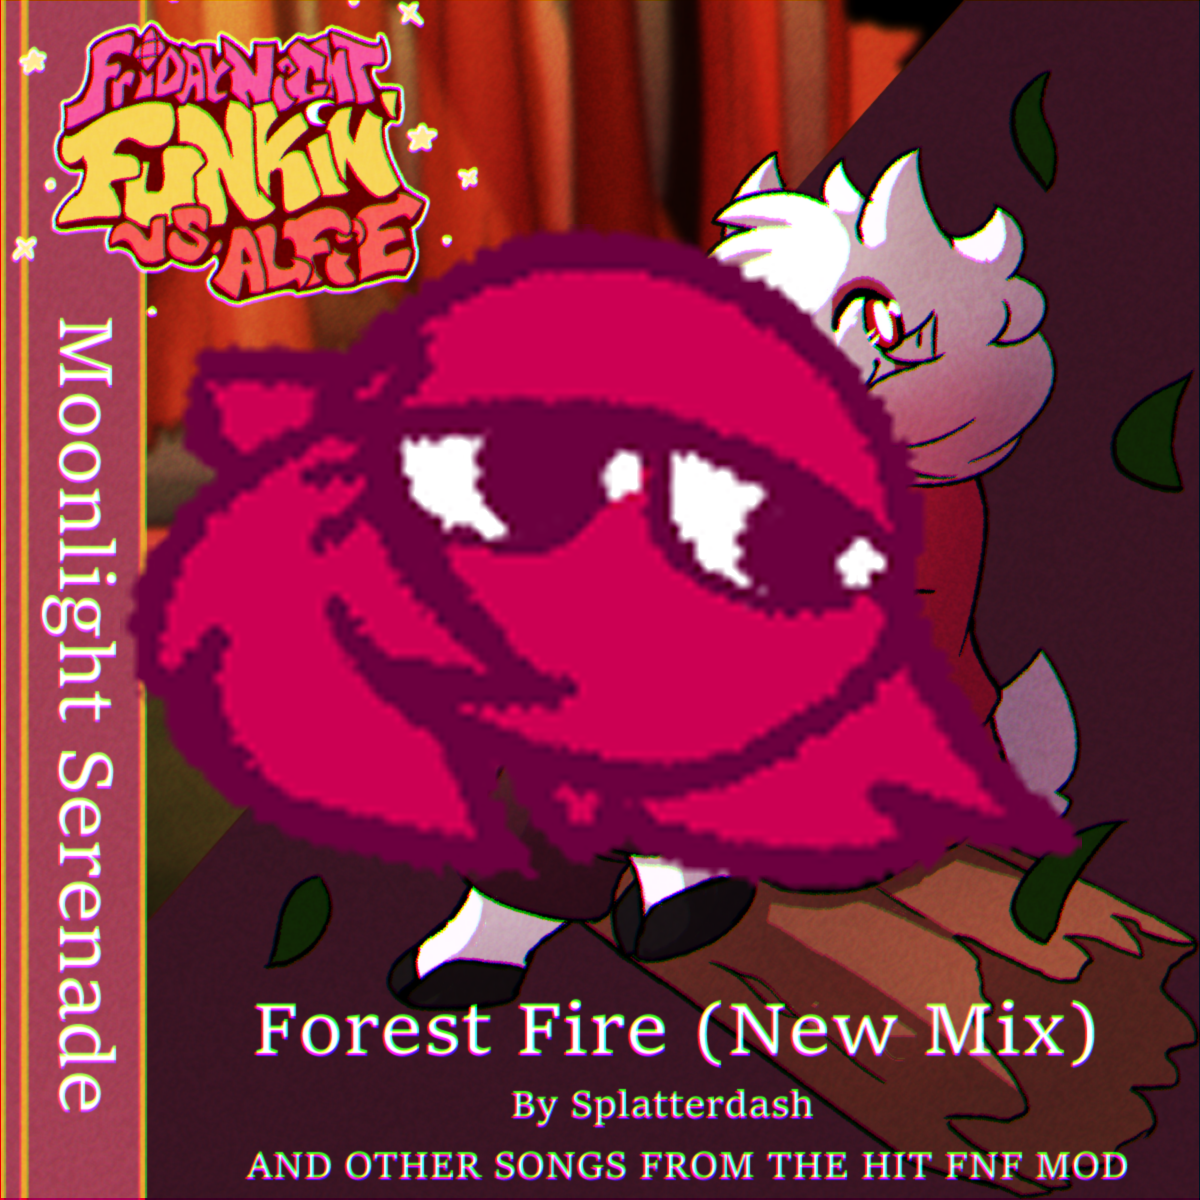 FRIDAY NIGHT
FUNKIN'
VS. ALFIE
Moonlight Serenade
Forest Fire (New Mix)
By Splatterdash
AND OTHER SONGS FROM THE HIT FNF MOD